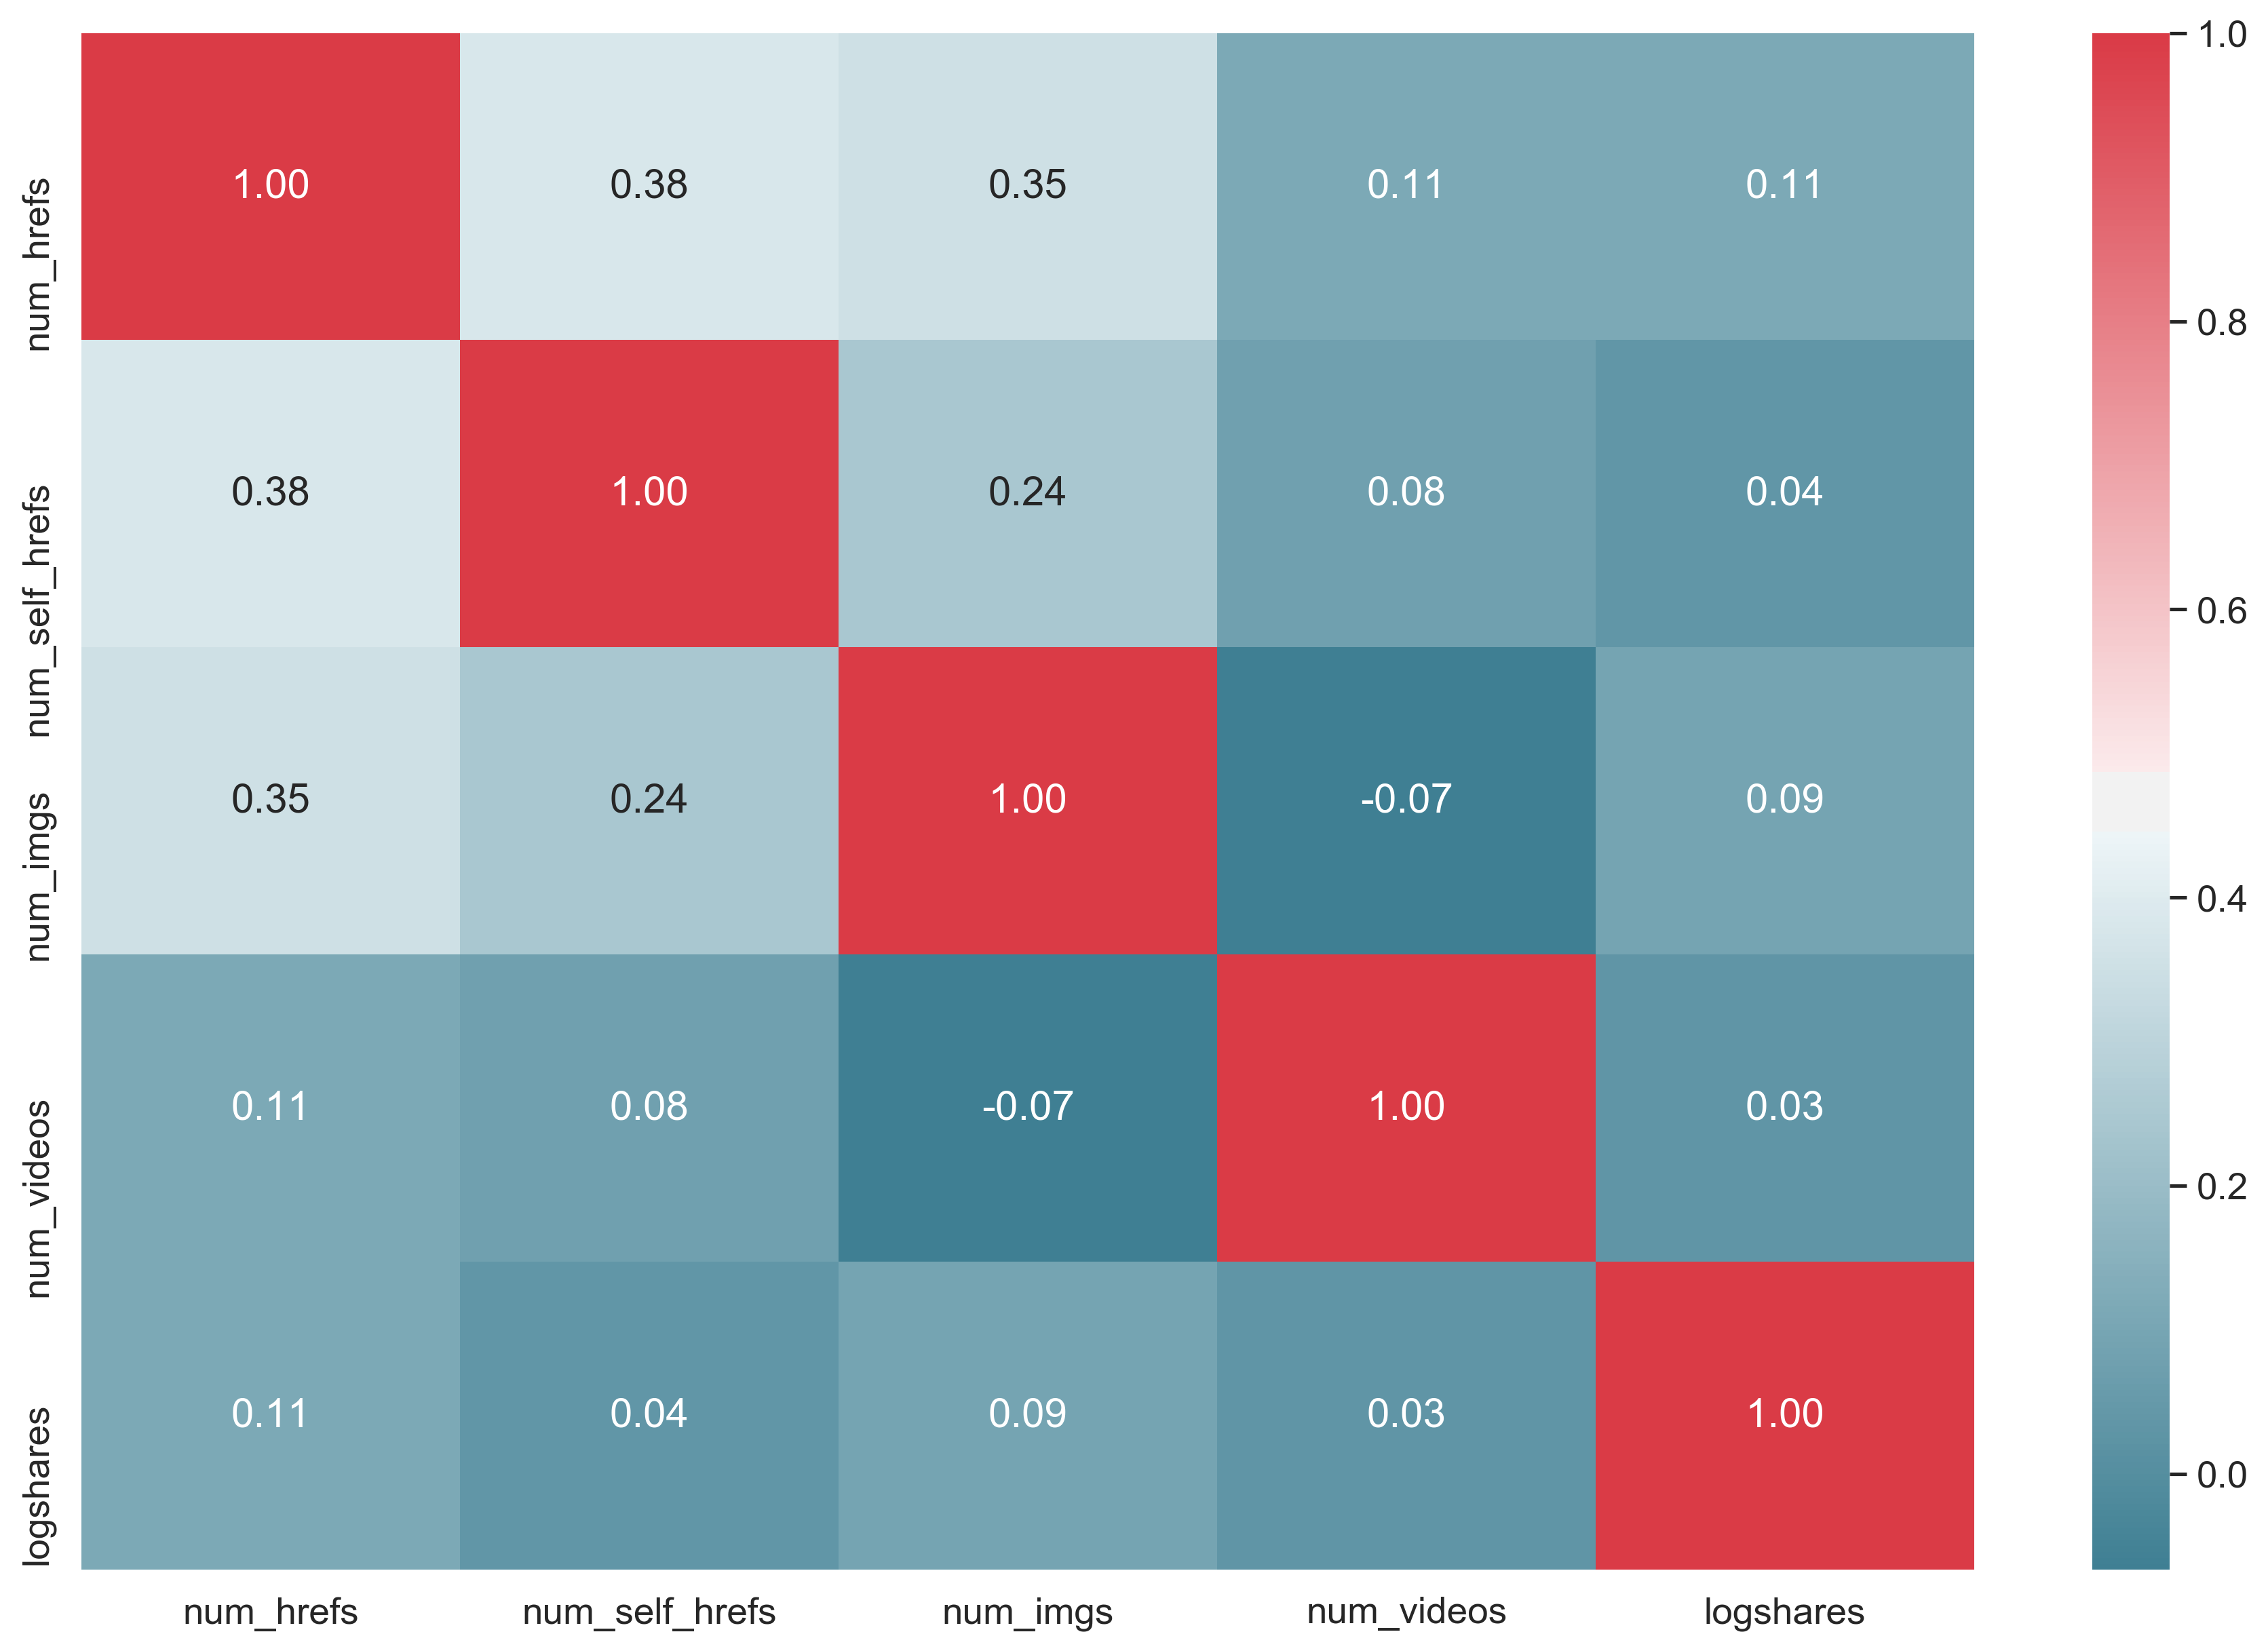 num_hrefs 1.00 0.38 0.35 0.11 0.11
num_self_hrefs 0.38 1.00 0.24 0.08 0.04
num_imgs 0.35 0.24 1.00 -0.07 0.09
num_videos 0.11 0.08 -0.07 1.00 0.03
logshares 0.11 0.04 0.09 0.03 1.00
num_hrefs num_self_hrefs num_imgs num_videos logshares
1.0
0.8
0.6
0.4
0.2
0.0